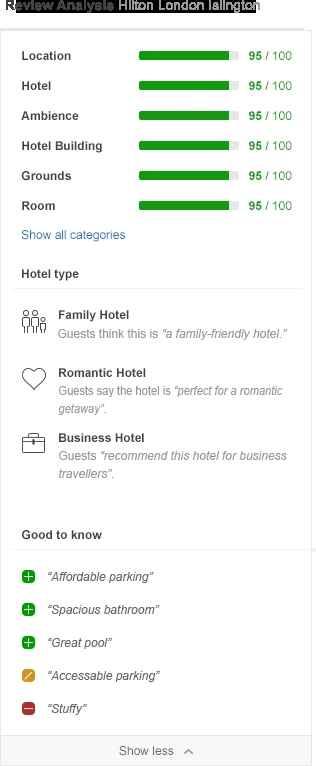 Review Analysis Hilton London Islington
Location 95 / 100
Hotel 95 / 100
Ambience 95 / 100
Hotel Building 95 / 100
Grounds 95 / 100
Room 95 / 100
Show all categories
Hotel type
Family Hotel
Guests think this is “a family-friendly hotel.”
Romantic Hotel
Guests say the hotel is “perfect for a romantic
getaway”.
Business Hotel
Guests “recommend this hotel for business
travellers”.
Good to know
“Affordable parking”
“Spacious bathroom”
“Great pool”
“Accessable parking”
“Stuffy”
Show less